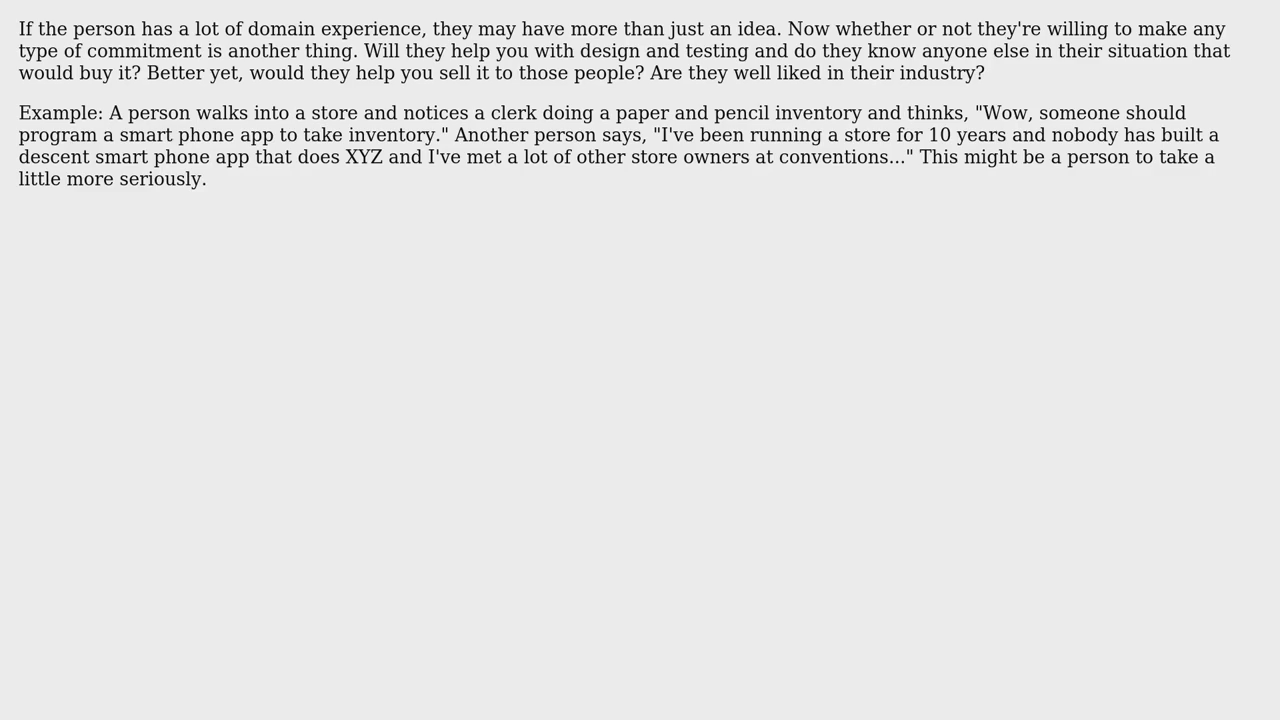 If the person has a lot of domain experience, they may have more than just an idea. Now whether or not they're willing to make any
type of commitment is another thing. Will they help you with design and testing and do they know anyone else in their situation that
would buy it? Better yet, would they help you sell it to those people? Are they well liked in their industry?
Example: A person walks into a store and notices a clerk doing a paper and pencil inventory and thinks, "Wow, someone should
program a smart phone app to take inventory." Another person says, "I've been running a store for 10 years and nobody has built a
descent smart phone app that does XYZ and I've met a lot of other store owners at conventions..." This might be a person to take a
little more seriously.